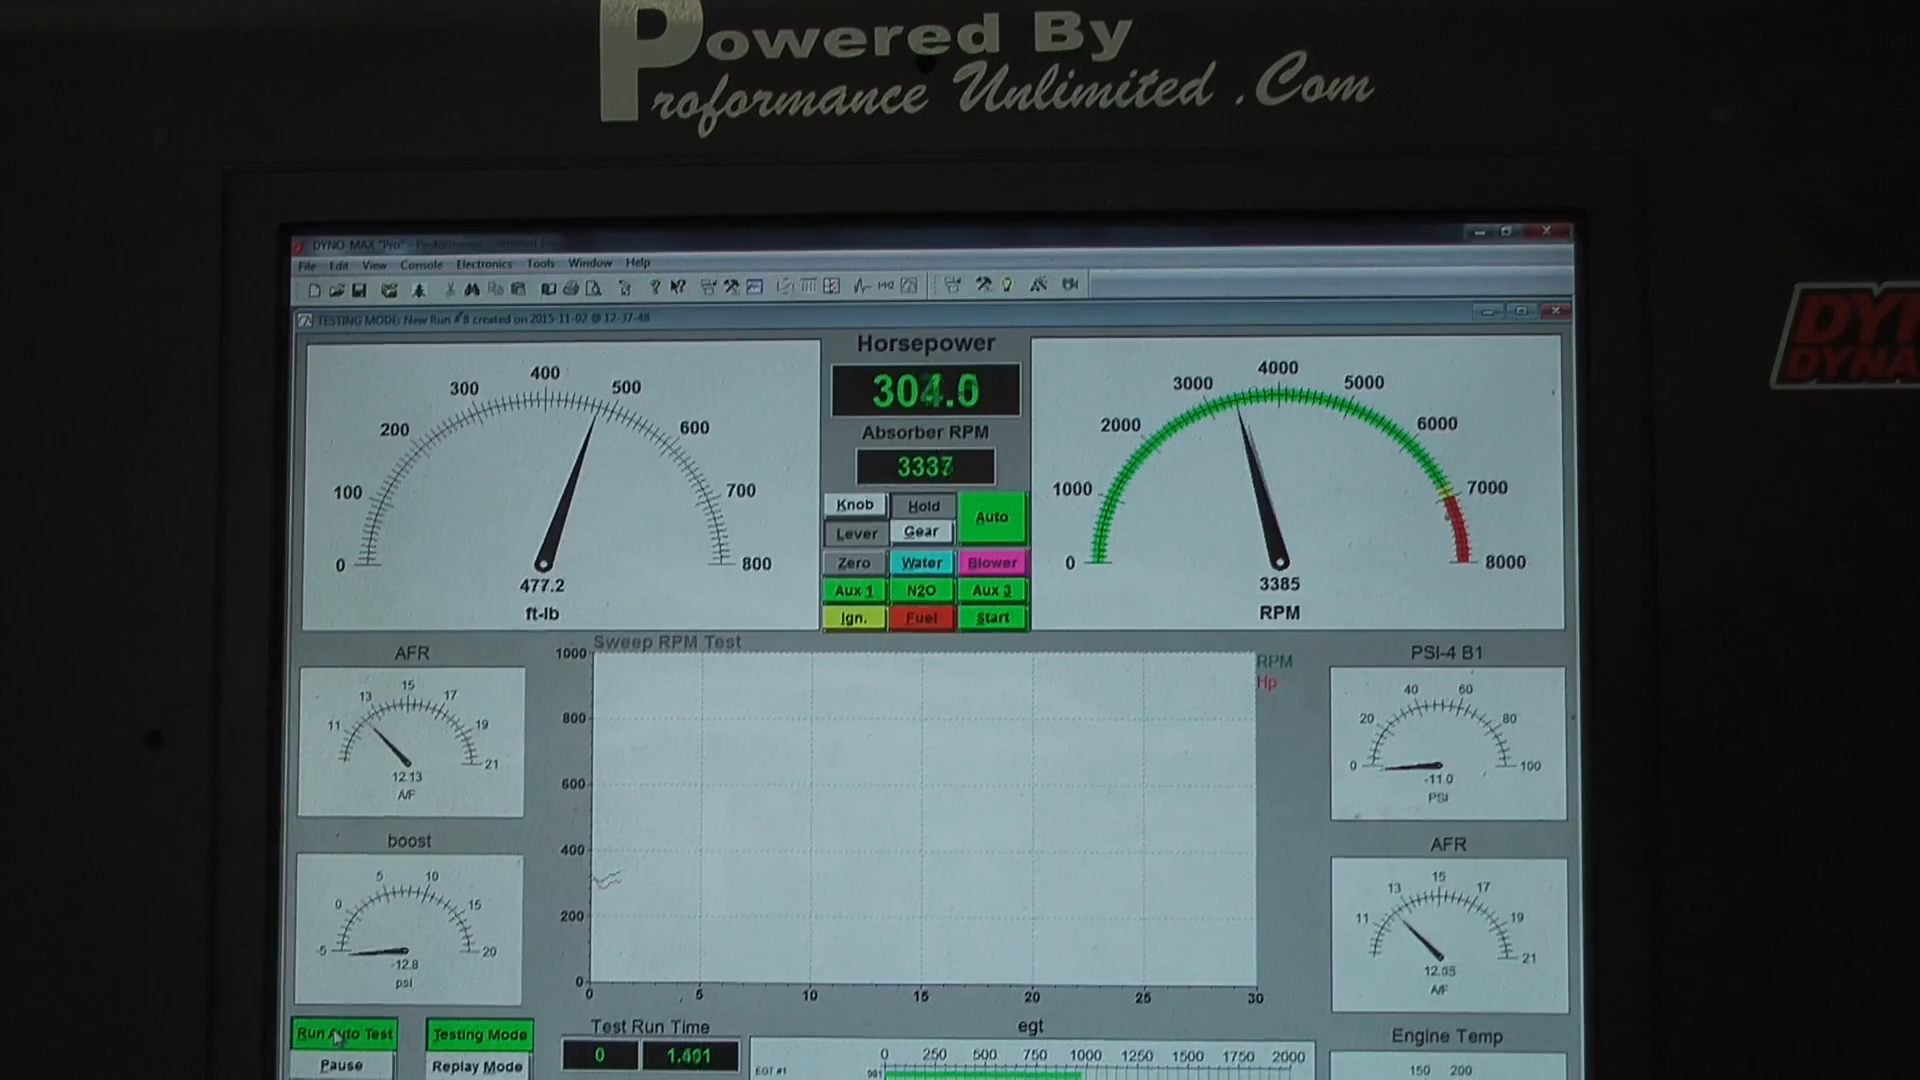 Powered By
Proformance Unlimited .Com
DYNO-MAX "Pro" - Proformance
File Edit View Console Electronics Tools Window Help
TESTING MODE: New Run #8 created on 2015-11-02 @ 12-37-48
DYN
DYNA
Horsepower
304.0
Absorber RPM
3337
0 100 200 300 400 500 600 700 800
477.2
ft-lb
Knob Hold Auto
Lever Gear
Zero Water Blower
Aux 1 N2O Aux 3
Ign. Fuel Start
0 1000 2000 3000 4000 5000 6000 7000 8000
3385
RPM
AFR
11 13 15 17 19 21
12.13
A/F
boost
-5 0 5 10 15 20
-12.8
psi
Sweep RPM Test
1000
800
600
400
200
0
0 5 10 15 20 25 30
RPM
Hp
PSI-4 B1
0 20 40 60 80 100
-11.0
PSI
AFR
11 13 15 17 19 21
12.05
A/F
Run Auto Test Testing Mode
Pause Replay Mode
Test Run Time
0 1.401
egt
0 250 500 750 1000 1250 1500 1750 2000
EGT #1
Engine Temp
150 200